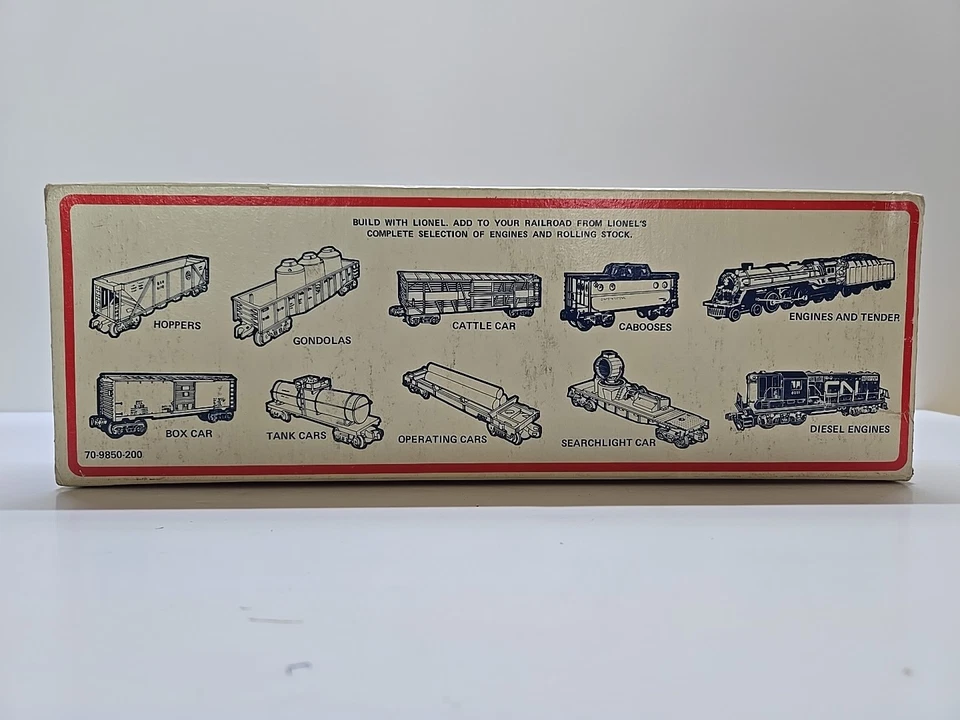 BUILD WITH LIONEL. ADD TO YOUR RAILROAD FROM LIONEL'S
COMPLETE SELECTION OF ENGINES AND ROLLING STOCK.
HOPPERS
GONDOLAS
CATTLE CAR
CABOOSES
ENGINES AND TENDER
BOX CAR
TANK CARS
OPERATING CARS
SEARCHLIGHT CAR
CN
DIESEL ENGINES
70-9850-200